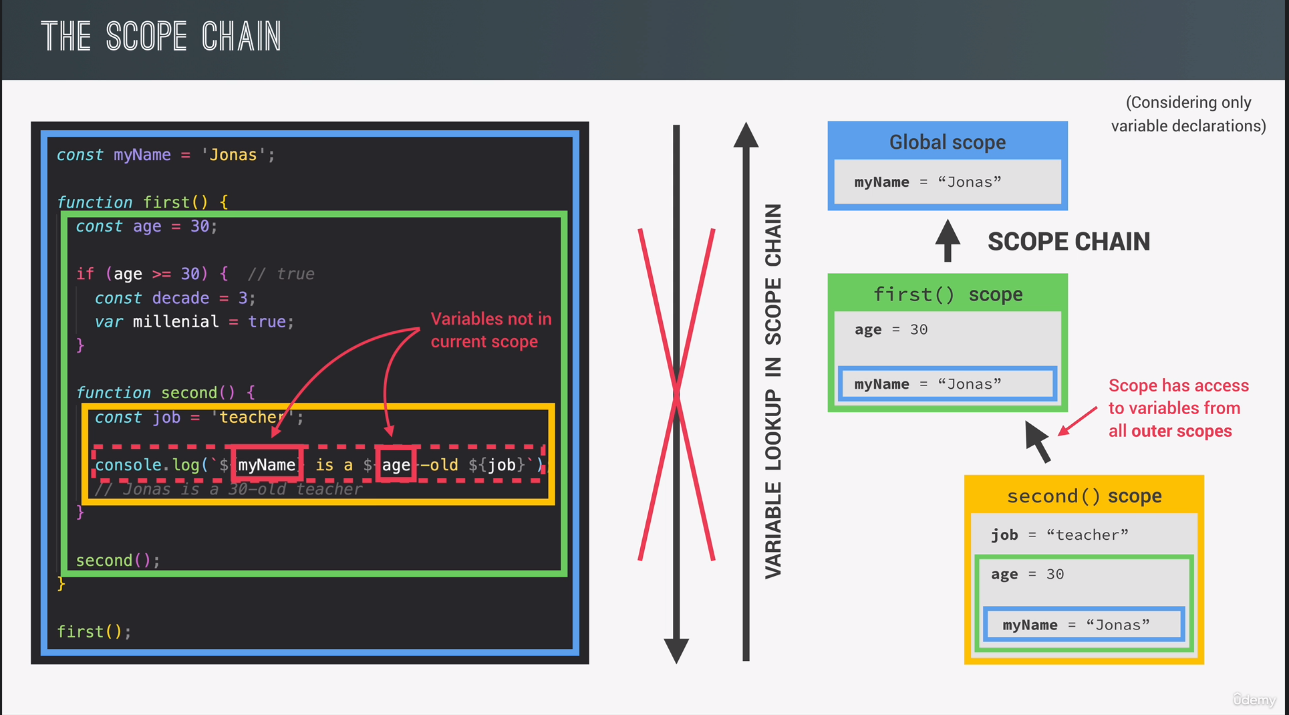 THE SCOPE CHAIN
const myName = 'Jonas';
function first() {
const age = 30;
if (age >= 30) { // true
const decade = 3;
var millenial = true;
}
function second() {
const job = 'teacher';
console.log(`${myName} is a ${age}-old ${job}`);
// Jonas is a 30-old teacher
}
second();
}
first();
Variables not in
current scope
VARIABLE LOOKUP IN SCOPE CHAIN
(Considering only
variable declarations)
Global scope
myName = “Jonas”
SCOPE CHAIN
first() scope
age = 30
myName = “Jonas”
Scope has access
to variables from
all outer scopes
second() scope
job = “teacher”
age = 30
myName = “Jonas”
ûdemy